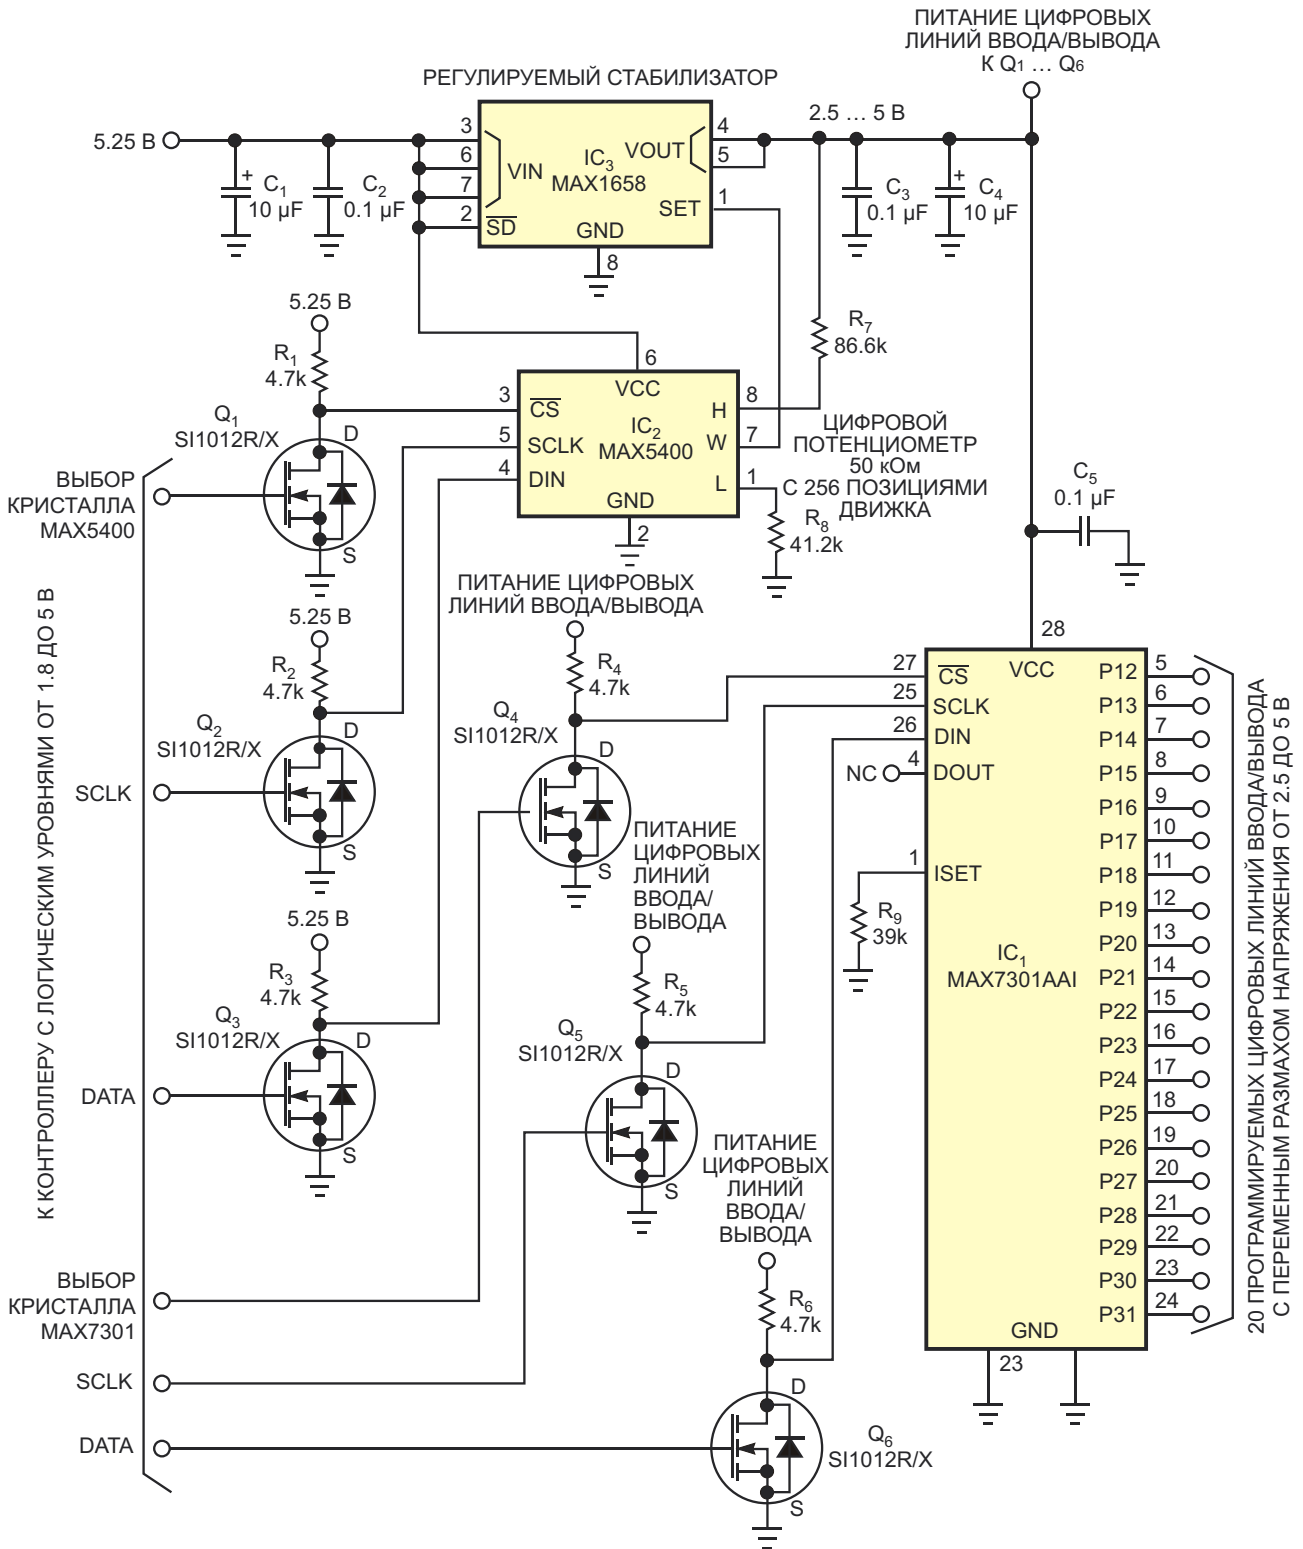 ПИТАНИЕ ЦИФРОВЫХ
ЛИНИЙ ВВОДА/ВЫВОДА
К Q1 … Q6
РЕГУЛИРУЕМЫЙ СТАБИЛИЗАТОР
2.5 … 5 В
5.25 В
3
6
7
2
VIN
SD
IC3
MAX1658
VOUT
SET
GND
4
5
1
8
+
C1
10 µF
C2
0.1 µF
C3
0.1 µF
+
C4
10 µF
5.25 В
R1
4.7k
R7
86.6k
Q1
SI1012R/X
D
S
6
VCC
3
CS
5
SCLK
4
DIN
IC2
MAX5400
H
8
W
7
L
1
GND
2
ЦИФРОВОЙ
ПОТЕНЦИОМЕТР
50 кОм
С 256 ПОЗИЦИЯМИ
ДВИЖКА
R8
41.2k
C5
0.1 µF
ВЫБОР
КРИСТАЛЛА
MAX5400
К КОНТРОЛЛЕРУ С ЛОГИЧЕСКИМ УРОВНЯМИ ОТ 1.8 ДО 5 В
5.25 В
R2
4.7k
Q2
SI1012R/X
D
S
SCLK
ПИТАНИЕ ЦИФРОВЫХ
ЛИНИЙ ВВОДА/ВЫВОДА
R4
4.7k
Q4
SI1012R/X
D
S
5.25 В
R3
4.7k
Q3
SI1012R/X
D
S
DATA
ПИТАНИЕ
ЦИФРОВЫХ
ЛИНИЙ
ВВОДА/
ВЫВОДА
R5
4.7k
Q5
SI1012R/X
D
S
ПИТАНИЕ
ЦИФРОВЫХ
ЛИНИЙ
ВВОДА/
ВЫВОДА
R6
4.7k
D
Q6
SI1012R/X
S
ВЫБОР
КРИСТАЛЛА
MAX7301
SCLK
DATA
28
VCC
27
CS
25
SCLK
26
DIN
NC
4
DOUT
1
ISET
R9
39k
IC1
MAX7301AAI
P12 5
P13 6
P14 7
P15 8
P16 9
P17 10
P18 11
P19 12
P20 13
P21 14
P22 15
P23 16
P24 17
P25 18
P26 19
P27 20
P28 21
P29 22
P30 23
P31 24
GND
23
20 ПРОГРАММИРУЕМЫХ ЦИФРОВЫХ ЛИНИЙ ВВОДА/ВЫВОДА
С ПЕРЕМЕННЫМ РАЗМАХОМ НАПРЯЖЕНИЯ ОТ 2.5 ДО 5 В